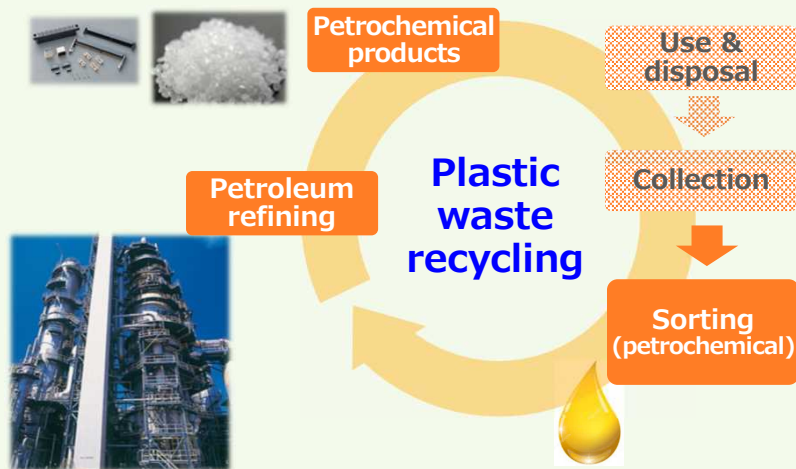 Petrochemical
products
Use &
disposal
Collection
Petroleum
refining
Plastic
waste
recycling
Sorting
(petrochemical)